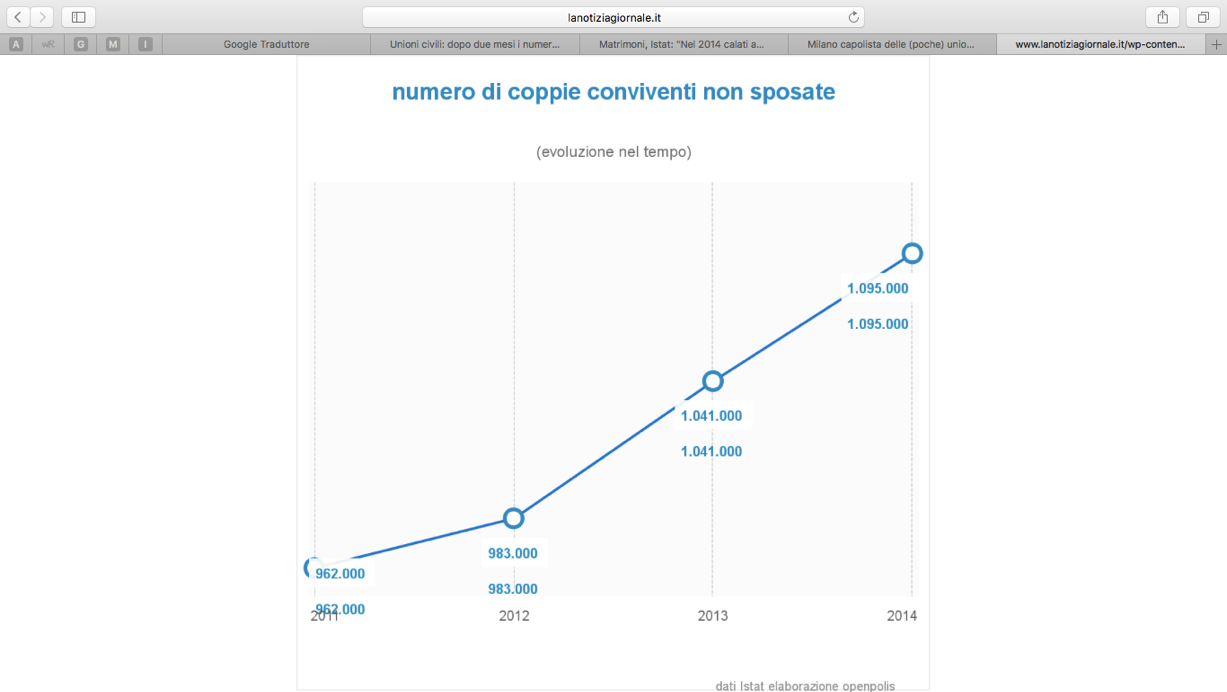 lanotiziagiornale.it
A wR G M I Google Traduttore Unioni civili: dopo due mesi i numer... Matrimoni, Istat: "Nel 2014 calati a... Milano capolista delle (poche) unio... www.lanotiziagiornale.it/wp-conten...
numero di coppie conviventi non sposate
(evoluzione nel tempo)
1.095.000
1.095.000
1.041.000
1.041.000
983.000
962.000
983.000
962.000
2011 2012 2013 2014
dati Istat elaborazione openpolis